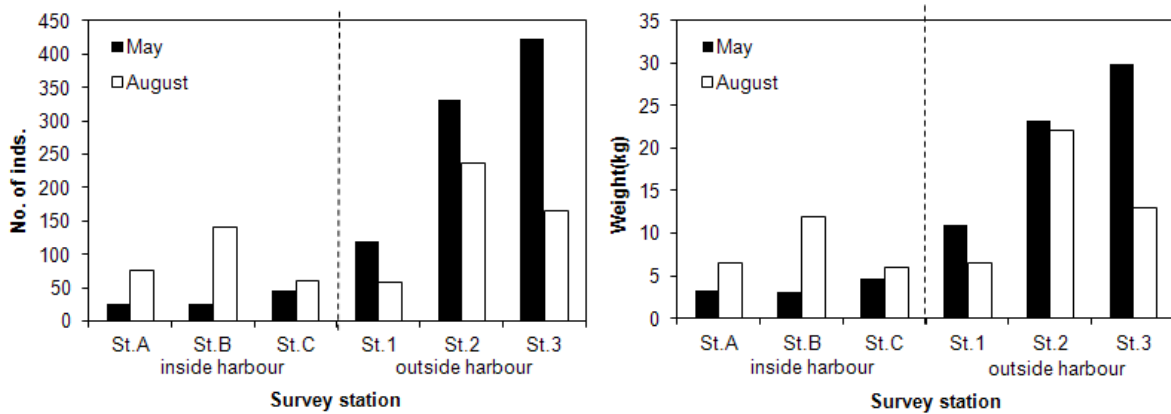 No. of inds.
450
400
350
300
250
200
150
100
50
0
May
August
St.A St.B St.C St.1 St.2 St.3
inside harbour outside harbour
Survey station
Weight(kg)
35
30
25
20
15
10
5
0
May
August
St.A St.B St.C St.1 St.2 St.3
inside harbour outside harbour
Survey station